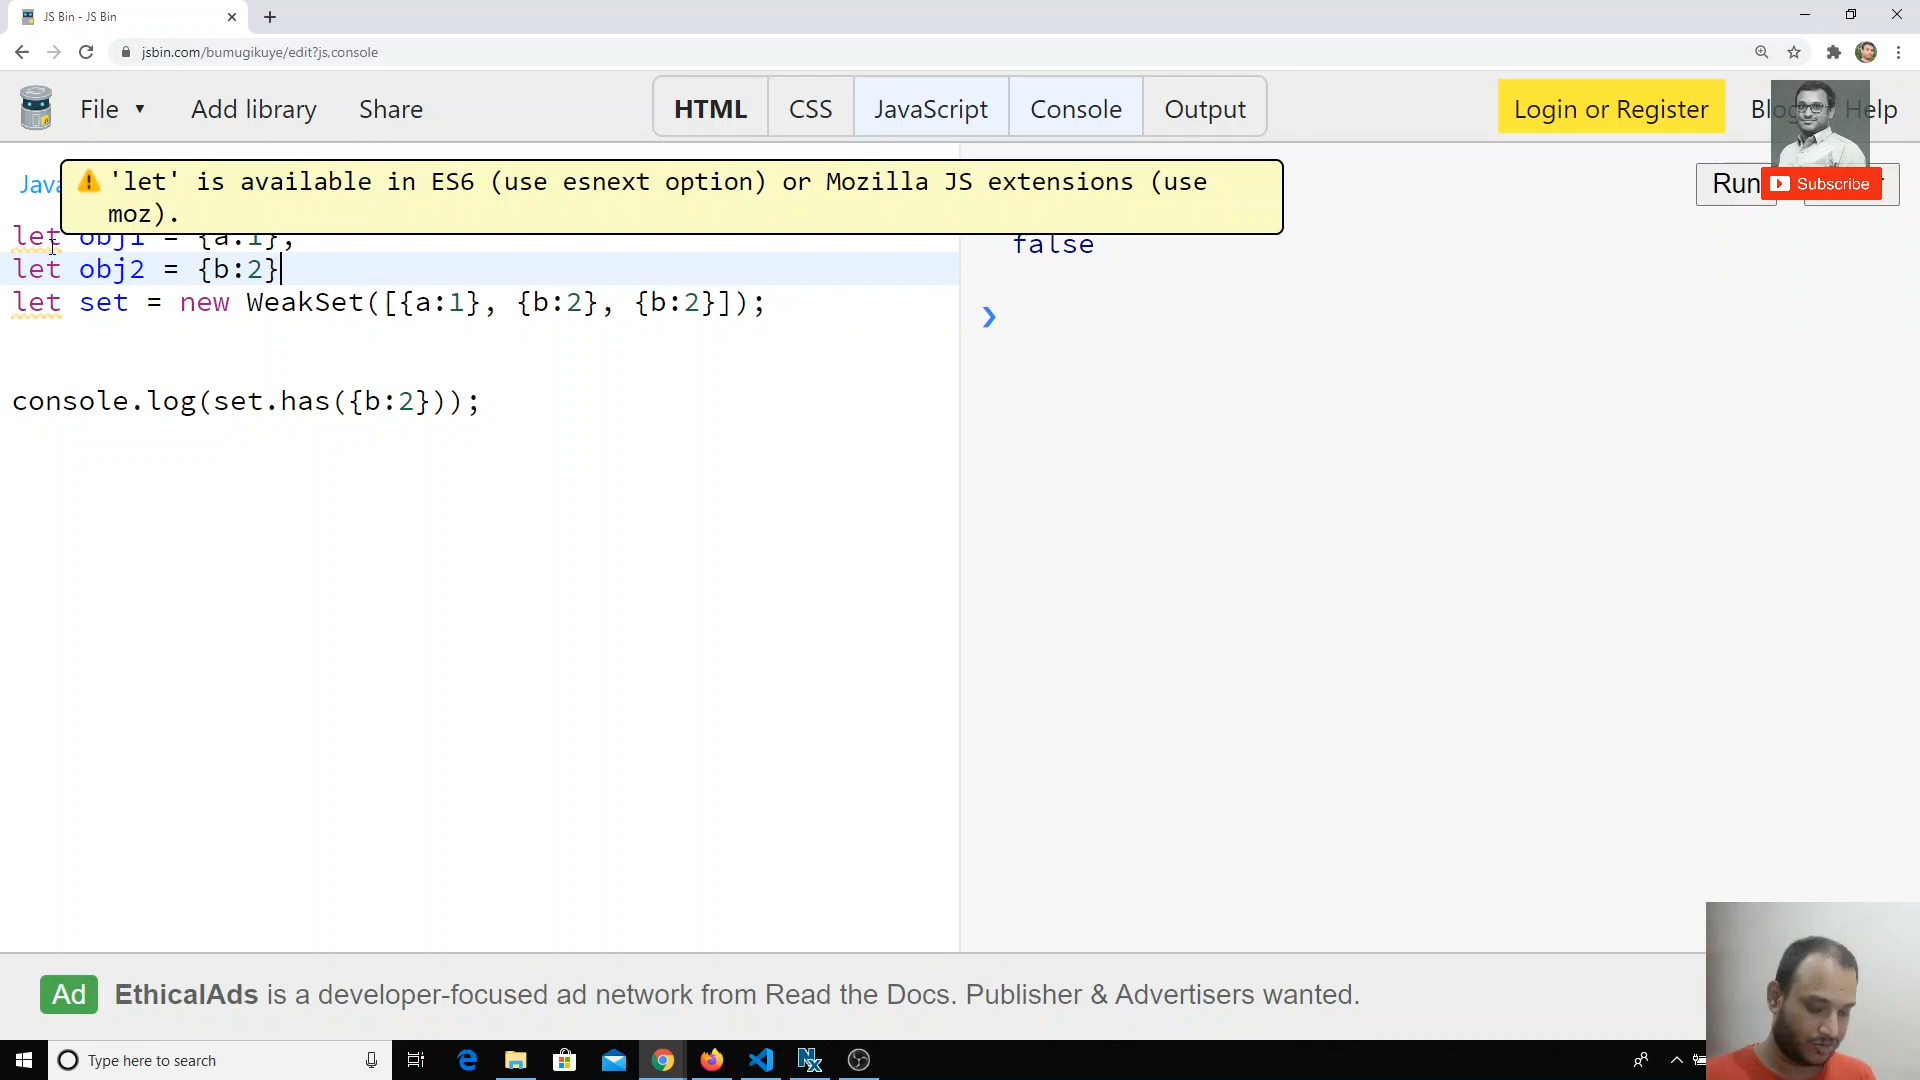 JS Bin - JS Bin
jsbin.com/bumugikuye/edit?js,console
File ▼ Add library Share HTML CSS JavaScript Console Output Login or Register Help
'let' is available in ES6 (use esnext option) or Mozilla JS extensions (use
moz).
Run
Subscribe
let obj1 = {a:1};
let obj2 = {b:2}
let set = new WeakSet([{a:1}, {b:2}, {b:2}]);
console.log(set.has({b:2}));
false
❯
Ad EthicalAds is a developer-focused ad network from Read the Docs. Publisher & Advertisers wanted.
Type here to search